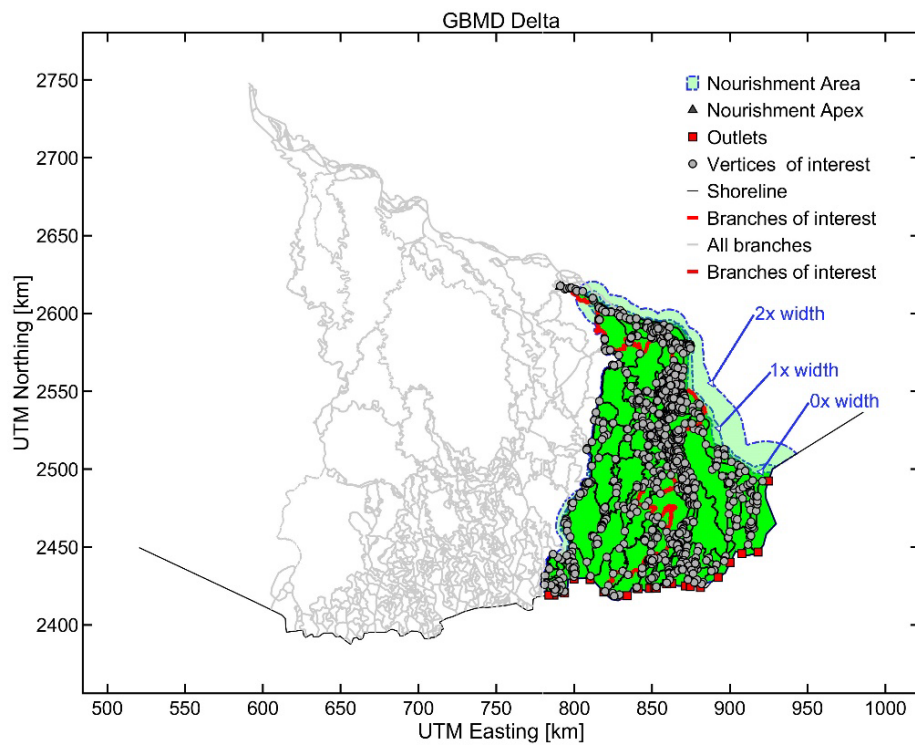 GBMD Delta
UTM Northing [km]
2750
2700
2650
2600
2550
2500
2450
2400
Nourishment Area
Nourishment Apex
Outlets
Vertices of interest
Shoreline
Branches of interest
All branches
Branches of interest
2x width
1x width
0x width
500 550 600 650 700 750 800 850 900 950 1000
UTM Easting [km]